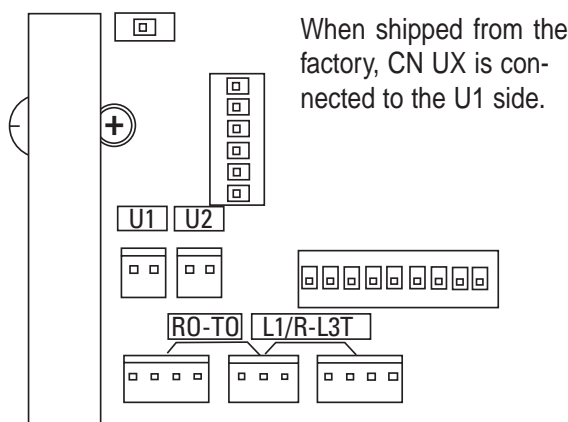 When shipped from the
factory, CN UX is con-
nected to the U1 side.
U1 U2
R0-T0 L1/R-L3T